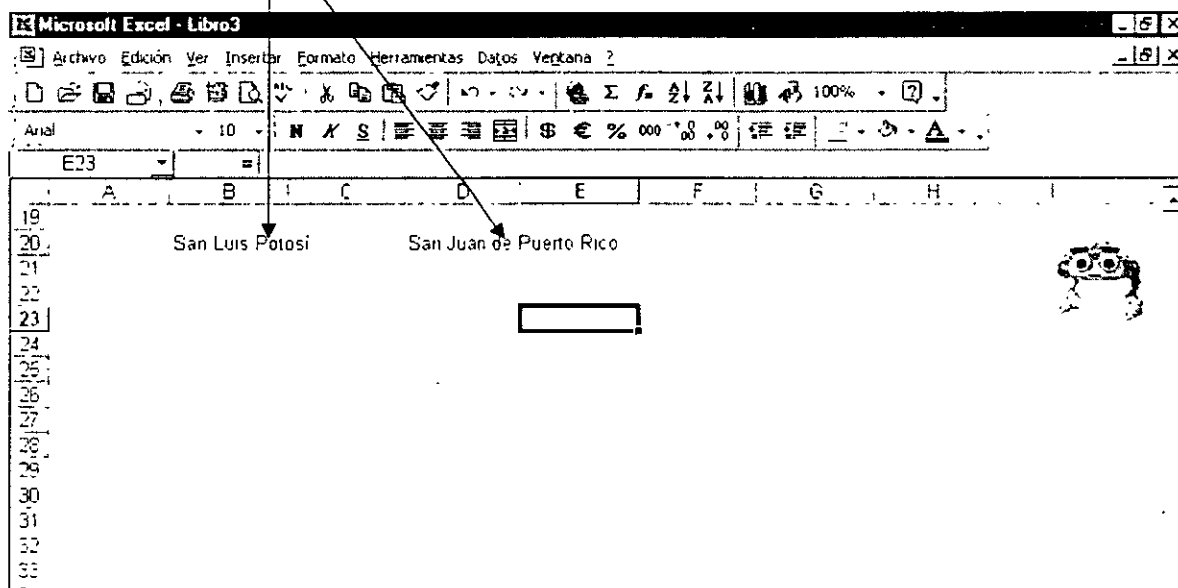 Microsoft Excel - Libro3
Archivo Edición Ver Insertar Formato Herramientas Datos Ventana ?
100%
Arial 10 N K S $ € % 000
E23 =
A B C D E F G H I
19
20 San Luis Potosi San Juan de Puerto Rico
21
22
23
24
25
26
27
28
29
30
31
32
33